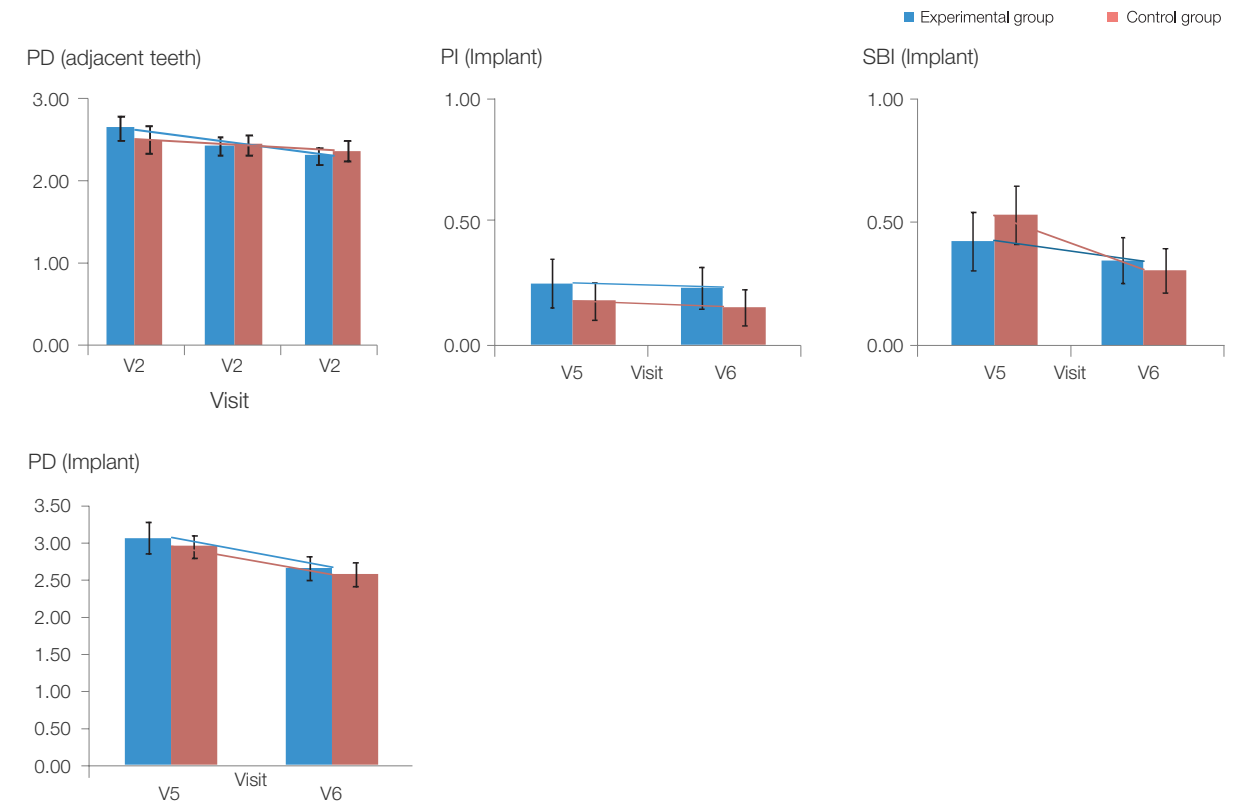 Experimental group Control group
PD (adjacent teeth)
3.00
2.00
1.00
0.00
V2 V2 V2
Visit
PI (Implant)
1.00
0.50
0.00
V5 Visit V6
SBI (Implant)
1.00
0.50
0.00
V5 Visit V6
PD (Implant)
3.50
3.00
2.50
2.00
1.50
1.00
0.50
0.00
Visit
V5 V6